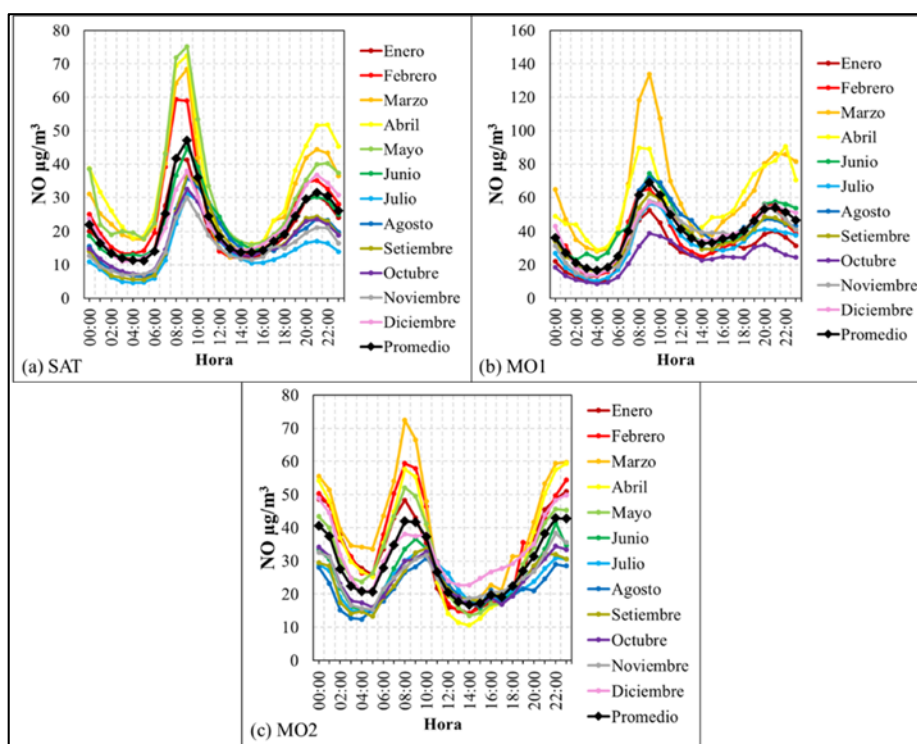 NO µg/m³
80
70
60
50
40
30
20
10
0
00:00 02:00 04:00 06:00 08:00 10:00 12:00 14:00 16:00 18:00 20:00 22:00
Hora
(a) SAT
Enero
Febrero
Marzo
Abril
Mayo
Junio
Julio
Agosto
Setiembre
Octubre
Noviembre
Diciembre
Promedio
NO µg/m³
160
140
120
100
80
60
40
20
0
00:00 02:00 04:00 06:00 08:00 10:00 12:00 14:00 16:00 18:00 20:00 22:00
Hora
(b) MO1
Enero
Febrero
Marzo
Abril
Junio
Julio
Agosto
Setiembre
Octubre
Noviembre
Diciembre
Promedio
NO µg/m³
80
70
60
50
40
30
20
10
0
00:00 02:00 04:00 06:00 08:00 10:00 12:00 14:00 16:00 18:00 20:00 22:00
Hora
(c) MO2
Enero
Febrero
Marzo
Abril
Mayo
Junio
Julio
Agosto
Setiembre
Octubre
Noviembre
Diciembre
Promedio